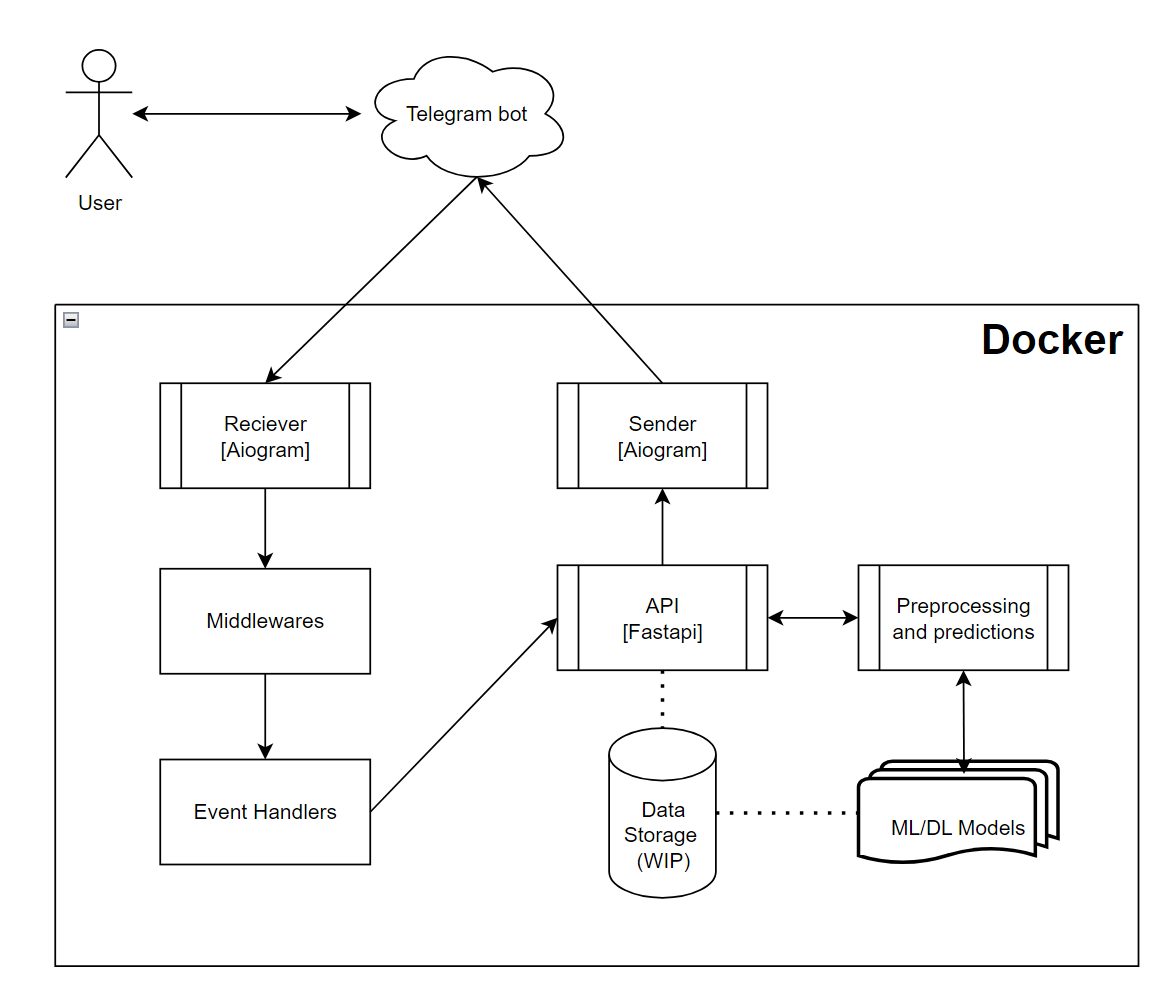 Telegram bot
User
Docker
Reciever
[Aiogram]
Sender
[Aiogram]
Middlewares
API
[Fastapi]
Preprocessing
and predictions
Event Handlers
Data
Storage
(WIP)
ML/DL Models